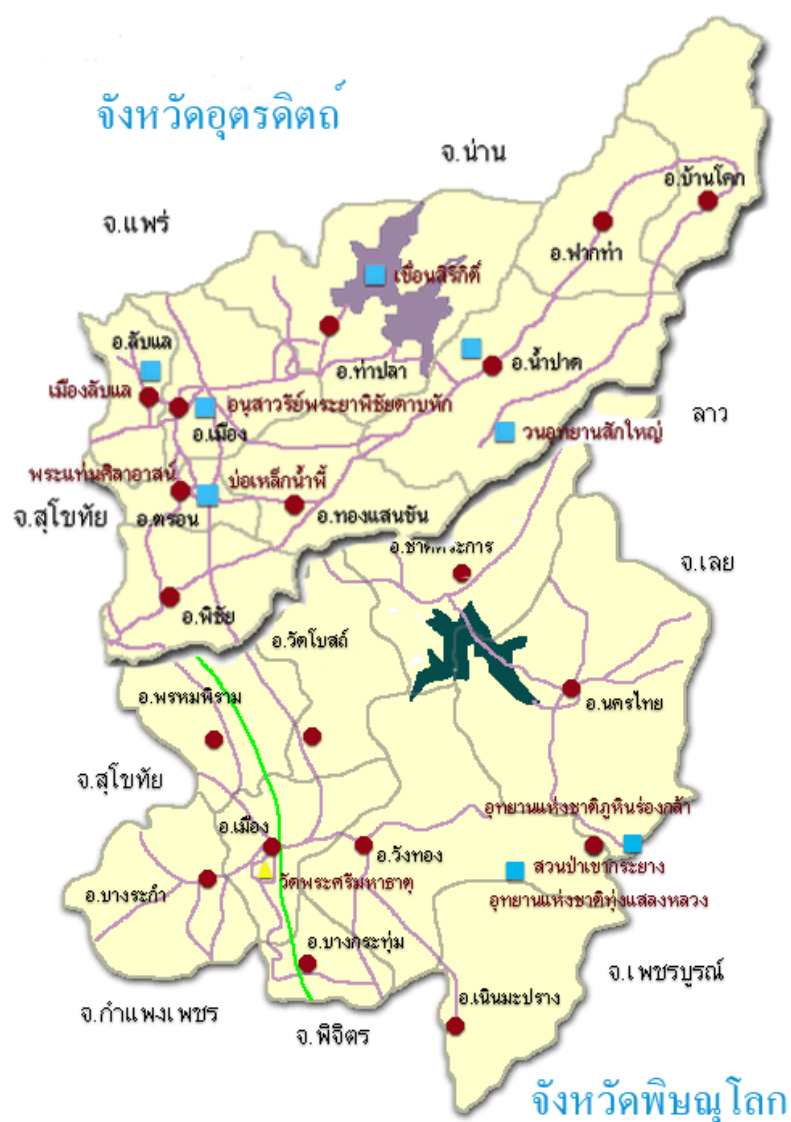 จังหวัดอุตรดิตถ์
จ.น่าน
อ.บ้านโคก
จ.แพร่
อ.ฟากท่า
เขื่อนสิริกิติ์
อ.ลับแล
อ.ท่าปลา
อ.น้ำปาด
เมืองลับแล
อนุสาวรีย์พระยาพิชัยดาบหัก
ลาว
อ.เมือง
วนอุทยานสักใหญ่
พระแท่นศิลาอาสน์
บ่อเหล็กน้ำพี้
จ.สุโขทัย
อ.ตรอน
อ.ทองแสนขัน
อ.ชาติตระการ
จ.เลย
อ.พิชัย
อ.วัดโบสถ์
อ.พรหมพิราม
อ.นครไทย
จ.สุโขทัย
อุทยานแห่งชาติภูหินร่องกล้า
อ.เมือง
อ.วังทอง
สวนป่าเขากระยาง
อ.บางระกำ
วัดพระศรีมหาธาตุ
อุทยานแห่งชาติทุ่งแสลงหลวง
อ.บางกระทุ่ม
จ.เพชรบูรณ์
อ.เนินมะปราง
จ.กำแพงเพชร
จ.พิจิตร
จังหวัดพิษณุโลก